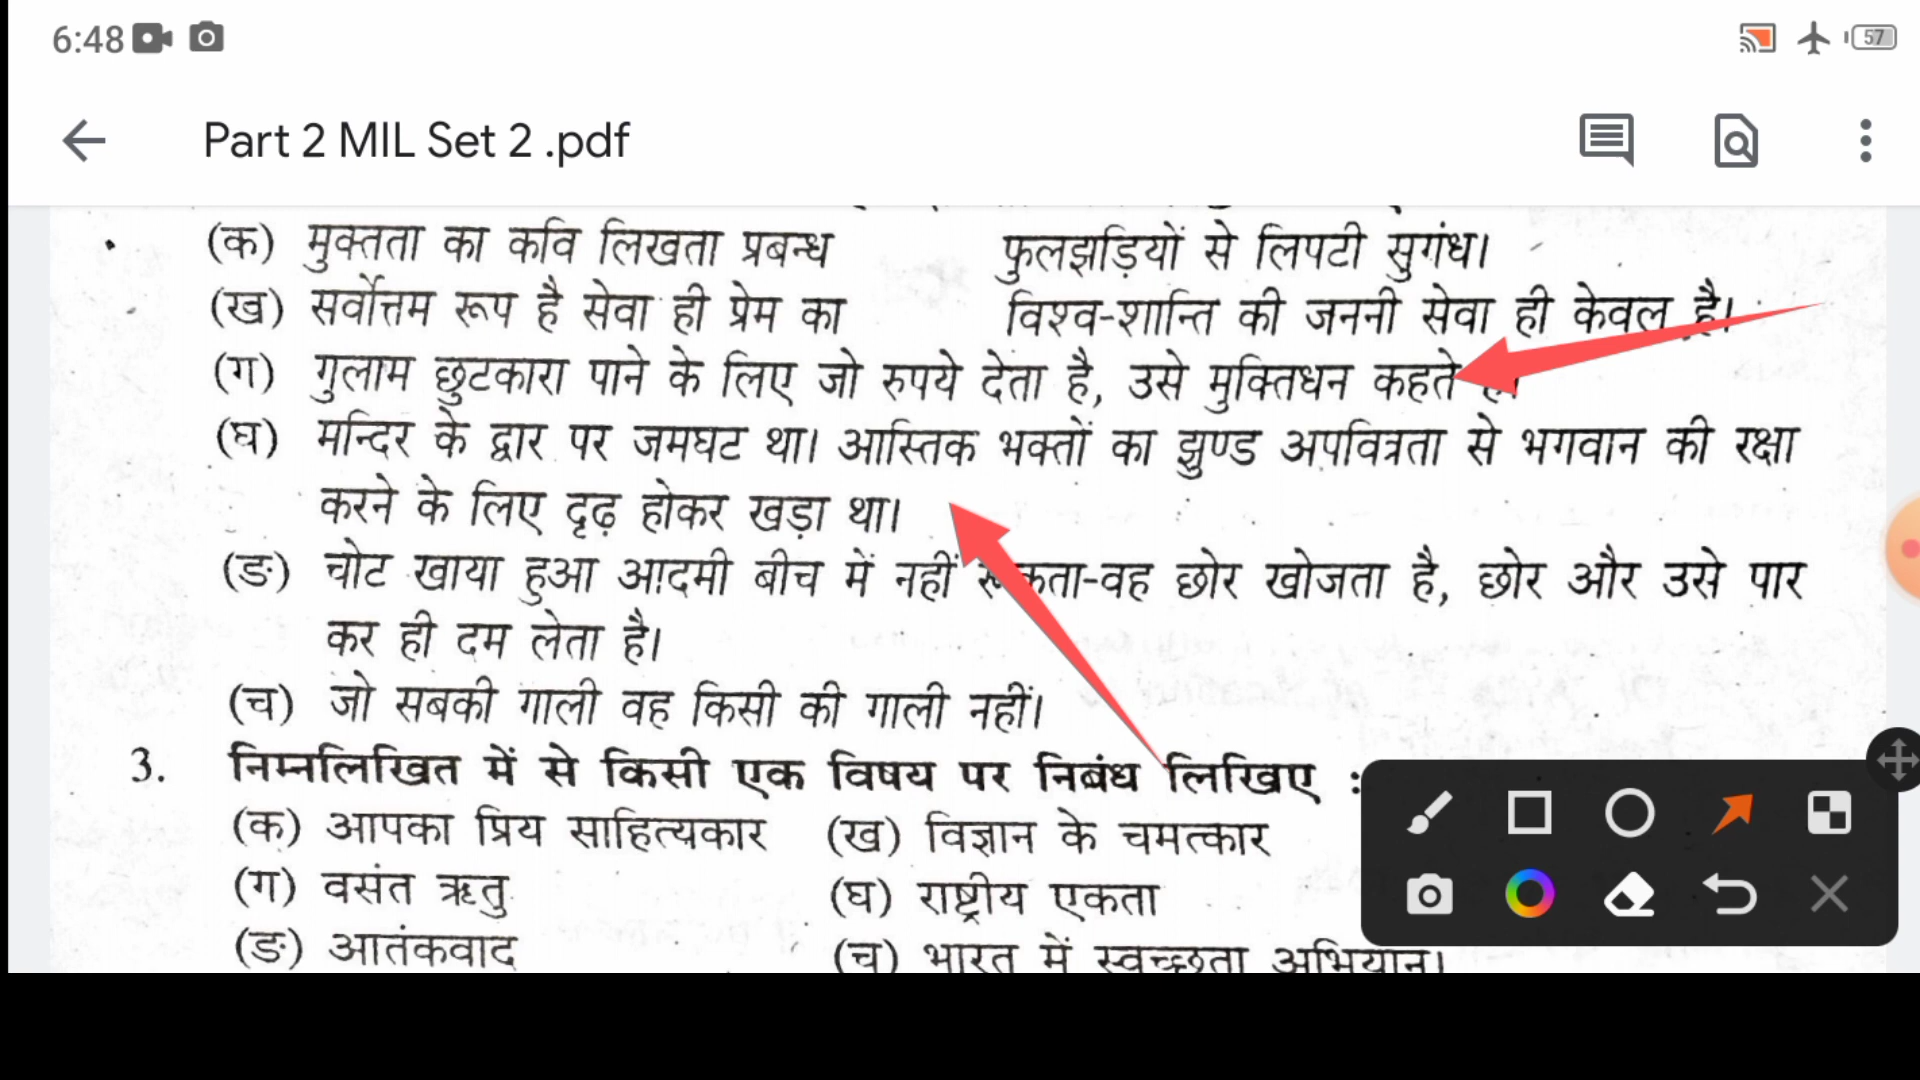 6:48
57
Part 2 MIL Set 2 .pdf
(क) मुक्तता का कवि लिखता प्रबन्ध फुलझड़ियों से लिपटी सुगंध।
(ख) सर्वोत्तम रूप है सेवा ही प्रेम का विश्व-शान्ति की जननी सेवा ही केवल है।
(ग) गुलाम छुटकारा पाने के लिए जो रुपये देता है, उसे मुक्तिधन कहते
(घ) मन्दिर के द्वार पर जमघट था। आस्तिक भक्तों का झुण्ड अपवित्रता से भगवान की रक्षा
करने के लिए दृढ़ होकर खड़ा था।
(ङ) चोट खाया हुआ आदमी बीच में नहीं रूकता-वह छोर खोजता है, छोर और उसे पार
कर ही दम लेता है।
(च) जो सबकी गाली वह किसी की गाली नहीं।
3. निम्नलिखित में से किसी एक विषय पर निबंध लिखिए :
(क) आपका प्रिय साहित्यकार (ख) विज्ञान के चमत्कार
(ग) वसंत ऋतु (घ) राष्ट्रीय एकता
(ङ) आतंकवाद (च) भारत में स्वच्छता अभियान।